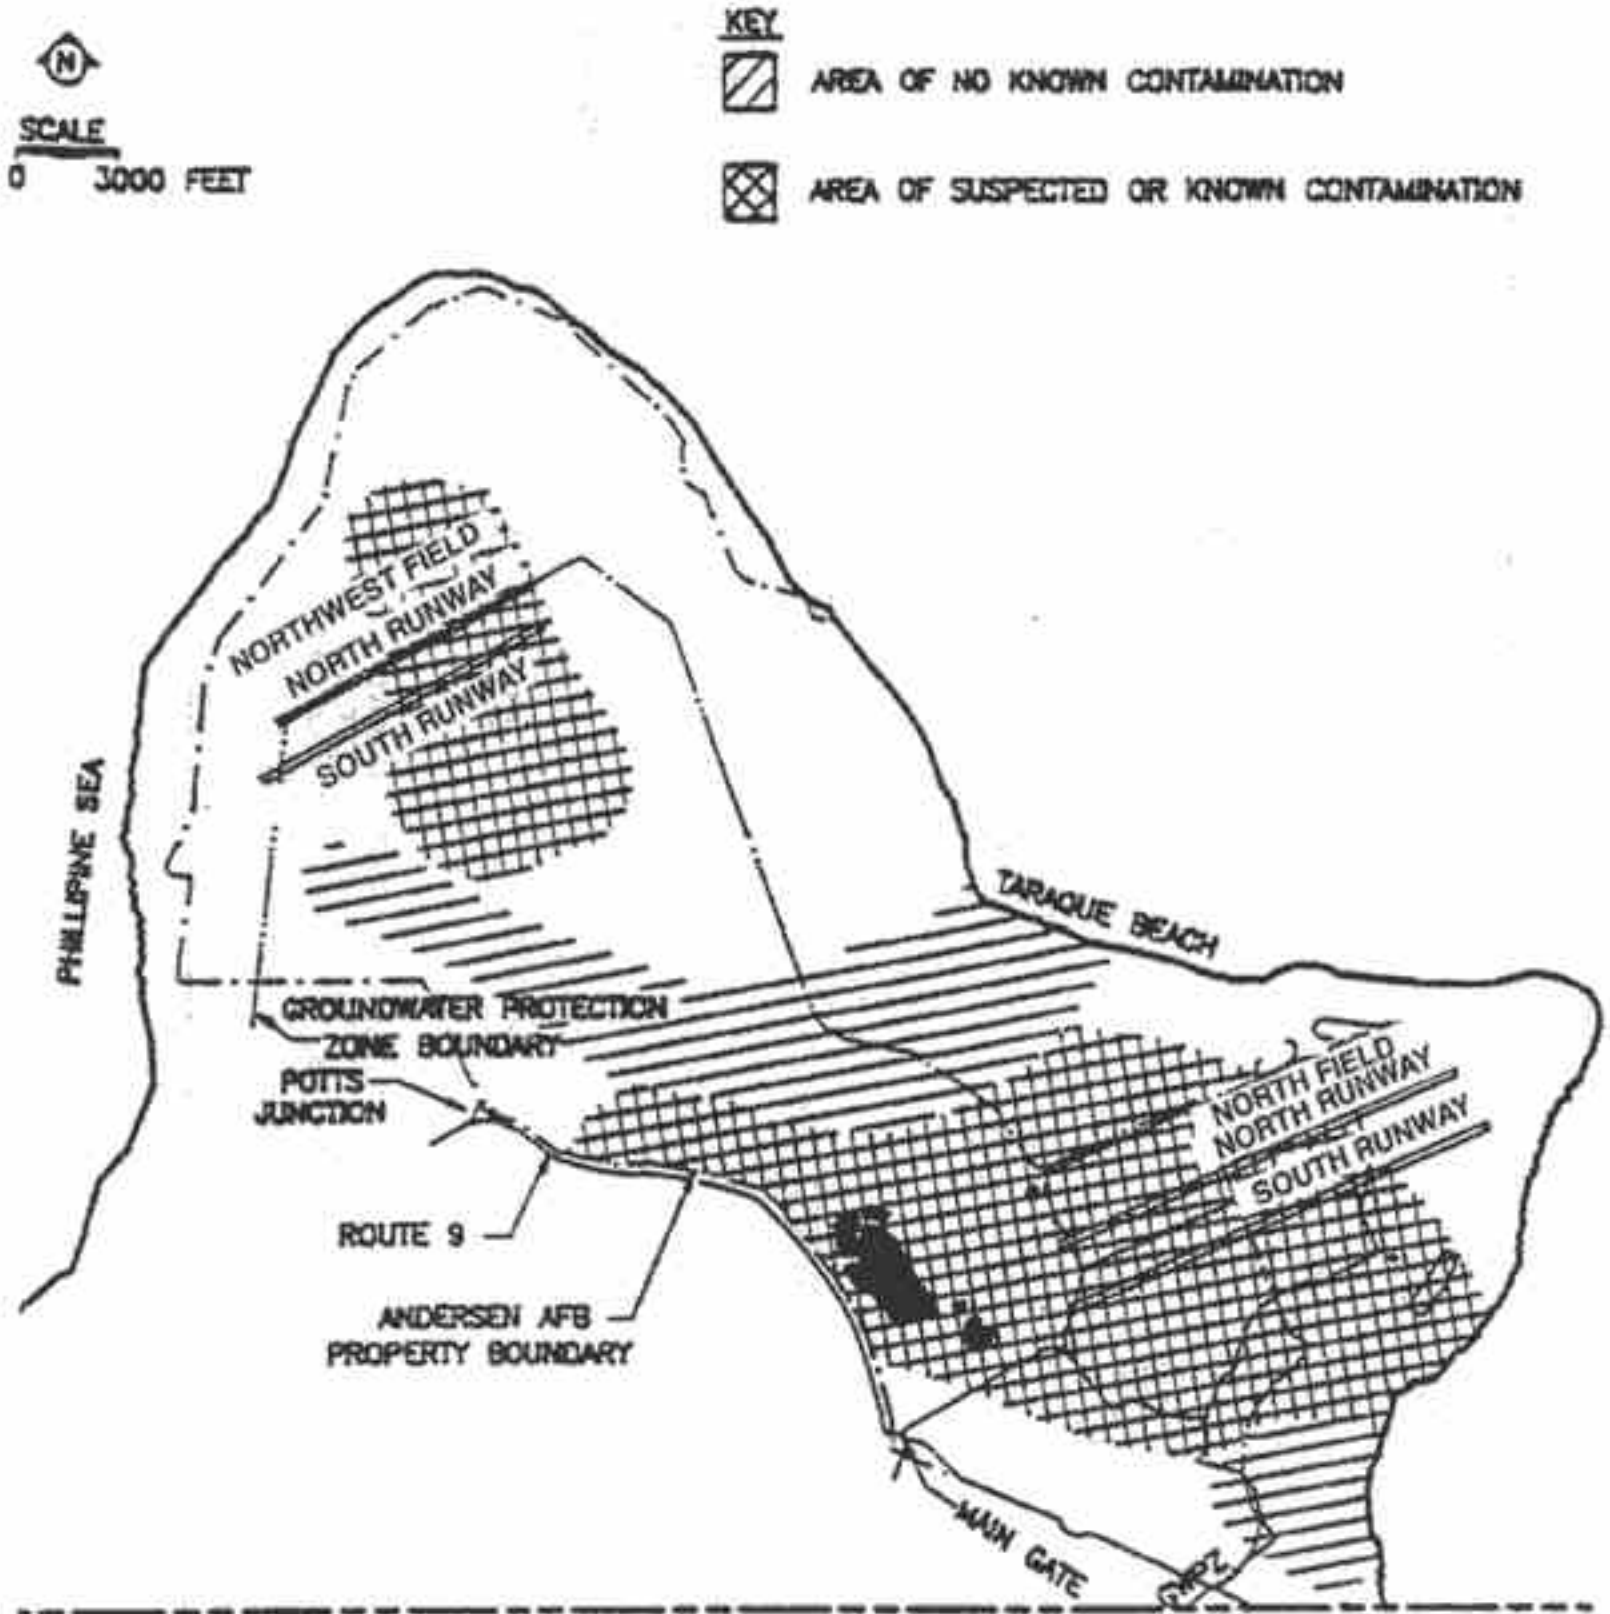 KEY
N
AREA OF NO KNOWN CONTAMINATION
SCALE
0 3000 FEET
AREA OF SUSPECTED OR KNOWN CONTAMINATION
NORTHWEST FIELD
NORTH RUNWAY
SOUTH RUNWAY
PHILLIPINE SEA
TARAGUE BEACH
GROUNDWATER PROTECTION
ZONE BOUNDARY
POTTS
JUNCTION
NORTH FIELD
NORTH RUNWAY
SOUTH RUNWAY
ROUTE 9
ANDERSEN AFB
PROPERTY BOUNDARY
MAIN GATE
GWPZ